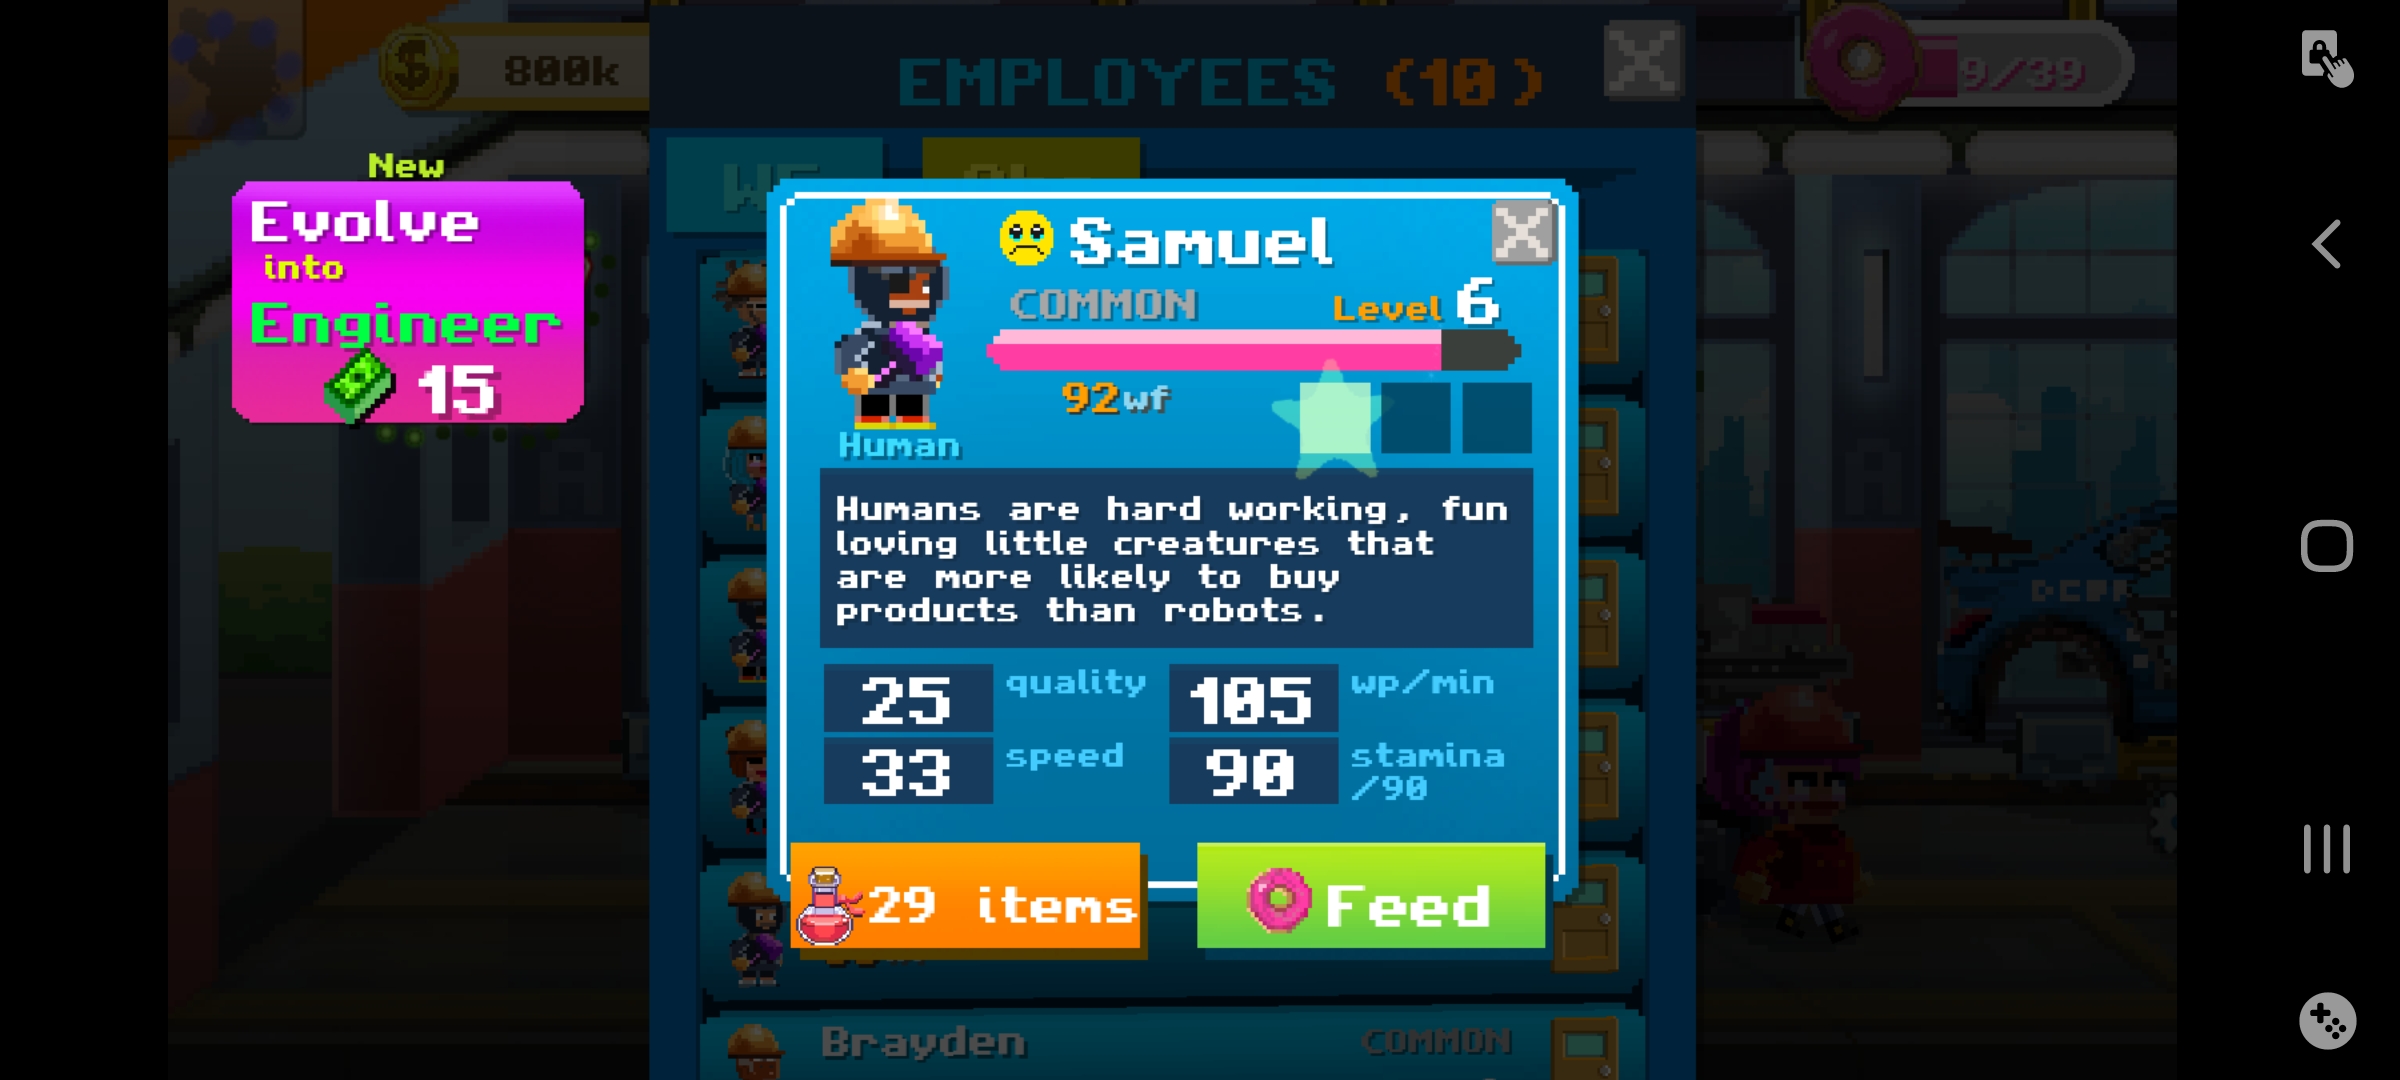 800k
EMPLOYEES (10)
9/39
New
Evolve
into
Engineer
15
Samuel
COMMON
Level 6
92wf
Human
Humans are hard working, fun
loving little creatures that
are more likely to buy
products than robots.
25 quality
105 wp/min
33 speed
90 stamina
/90
29 items
Feed
Brayden
COMMON